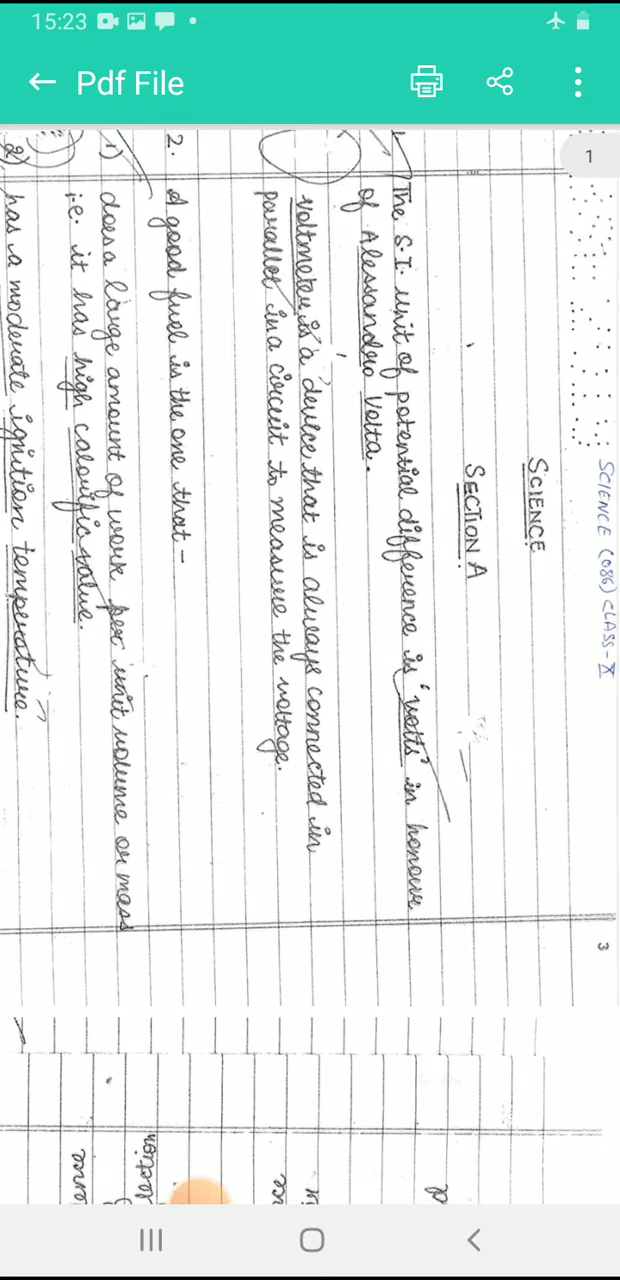 15:23
Pdf File
1
SCIENCE (086) CLASS-X
3
SCIENCE
SECTION A
The S.I. unit of potential difference is 'volts' in honour
of Alessandro Volta.
Voltmeter is a device that is always connected in
parallel in a circuit to measure the voltage.
2. A good fuel is the one that -
1) does a large amount of work per unit volume or mass
i.e. it has high calorific value.
2) has a moderate ignition temperature.